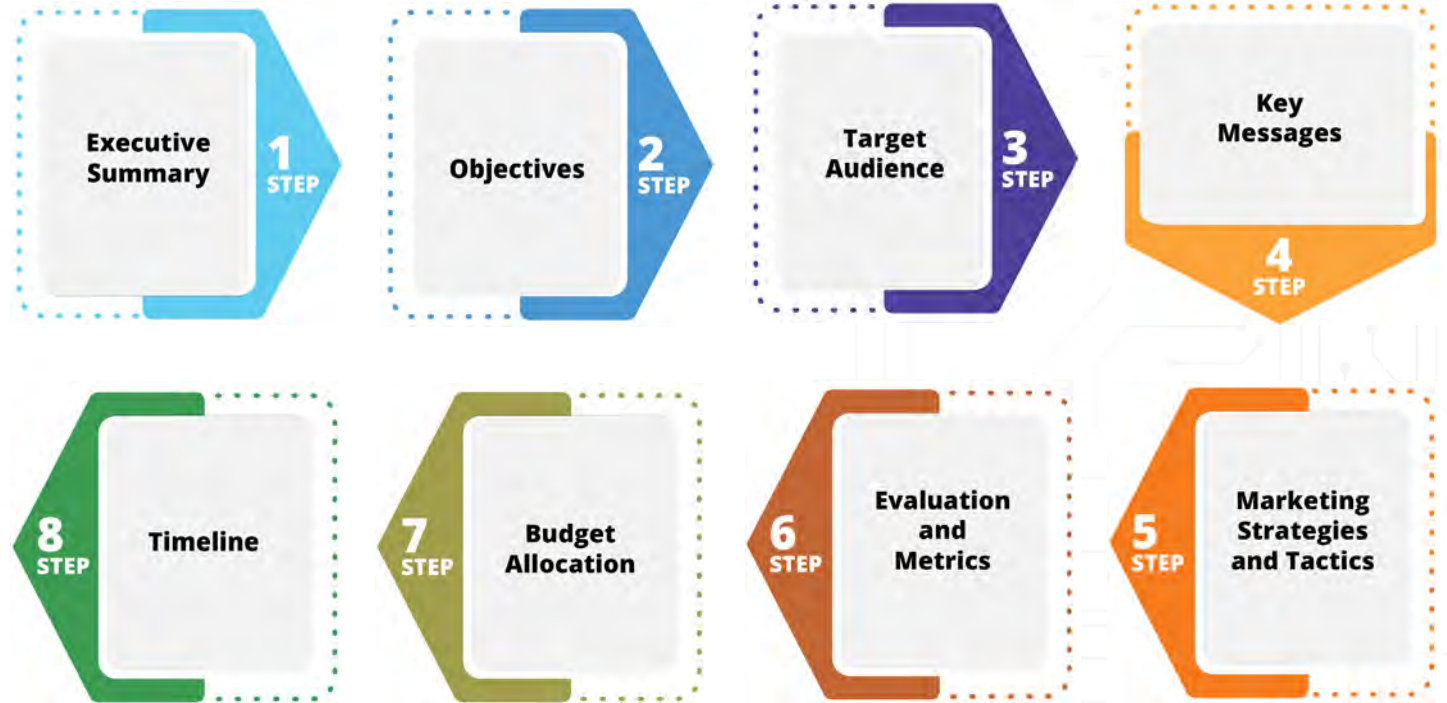 Executive
Summary
1
STEP
Objectives
2
STEP
Target
Audience
3
STEP
Key
Messages
4
STEP
5
STEP
Marketing
Strategies
and Tactics
6
STEP
Evaluation
and
Metrics
7
STEP
Budget
Allocation
8
STEP
Timeline